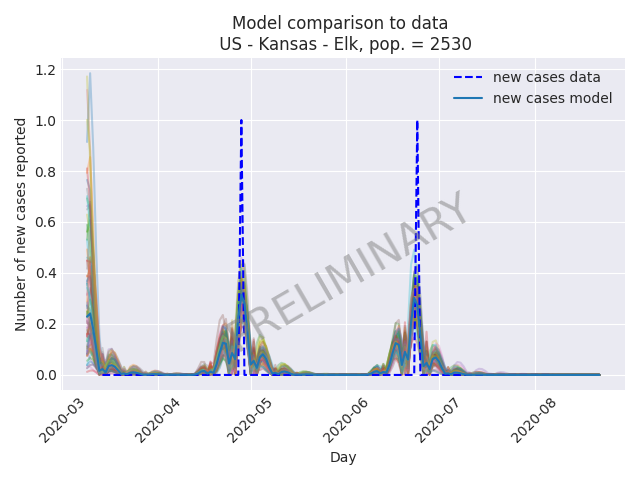 Model comparison to data
US - Kansas - Elk, pop. = 2530
new cases data
new cases model
Number of new cases reported
1.2
1.0
0.8
0.6
0.4
0.2
0.0
PRELIMINARY
2020-03
2020-04
2020-05
2020-06
2020-07
2020-08
Day